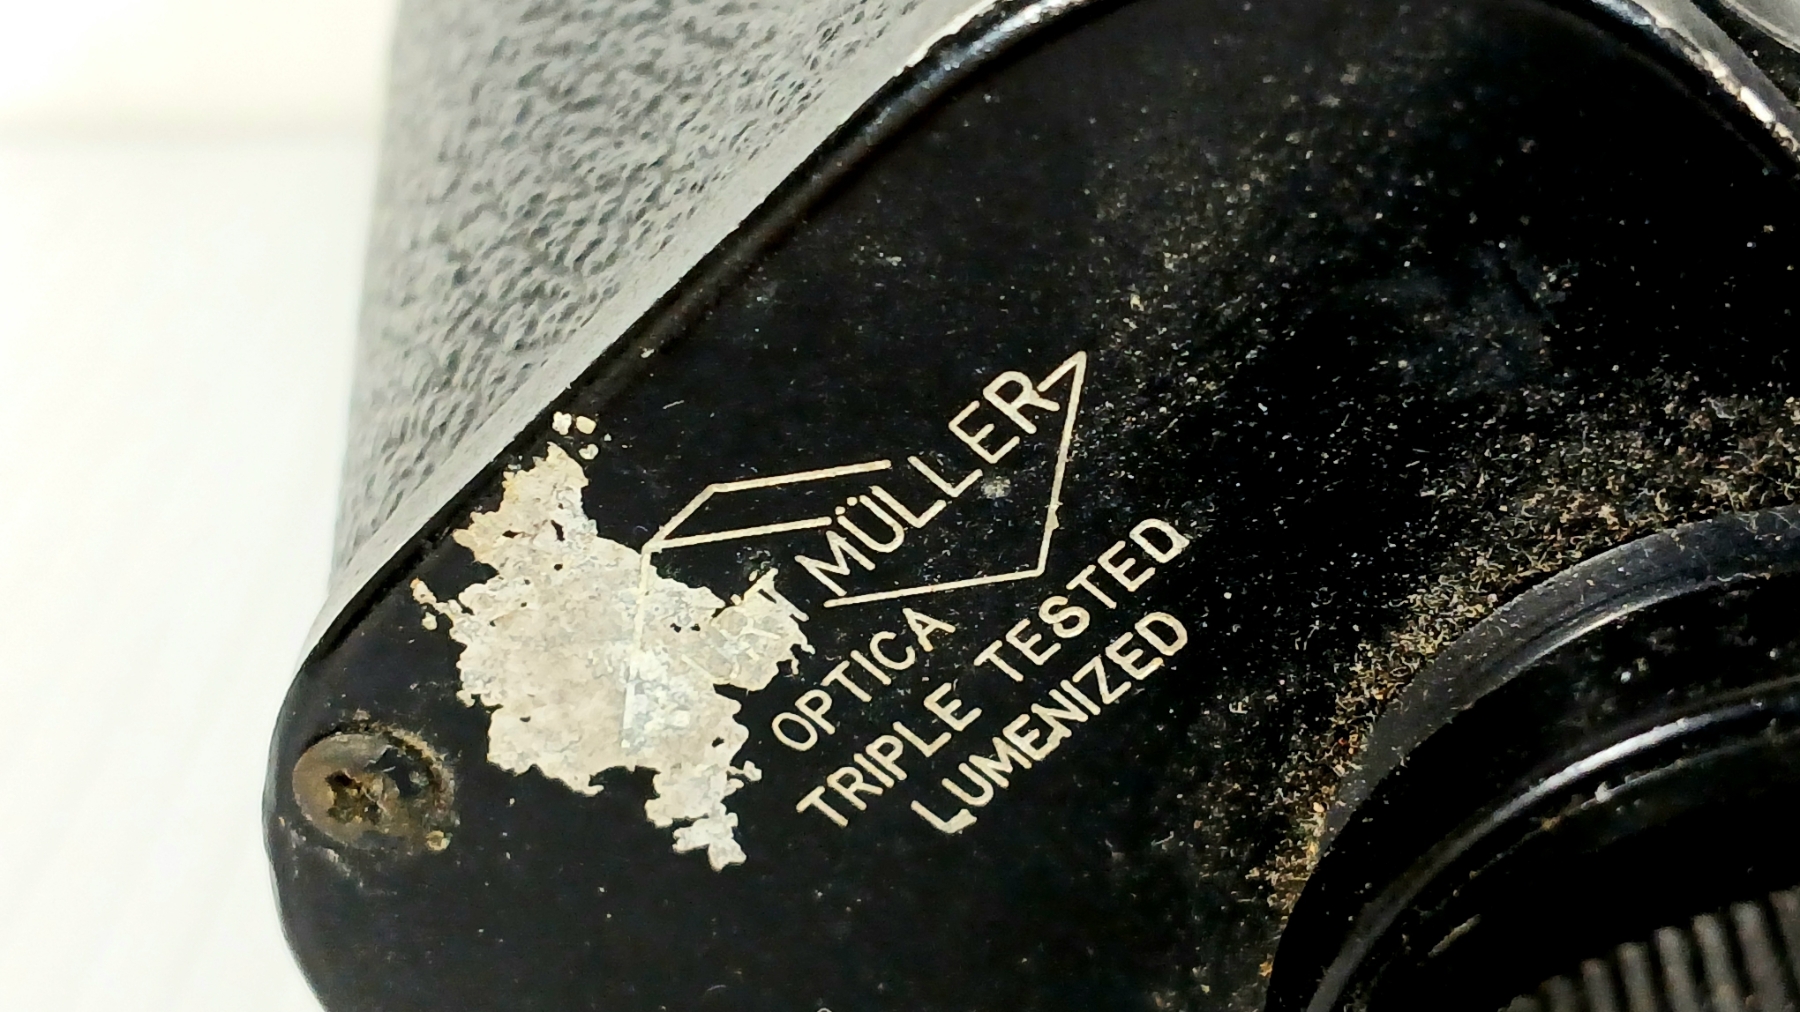 MÜLLER
OPTICA
TRIPLE TESTED
LUMENIZED